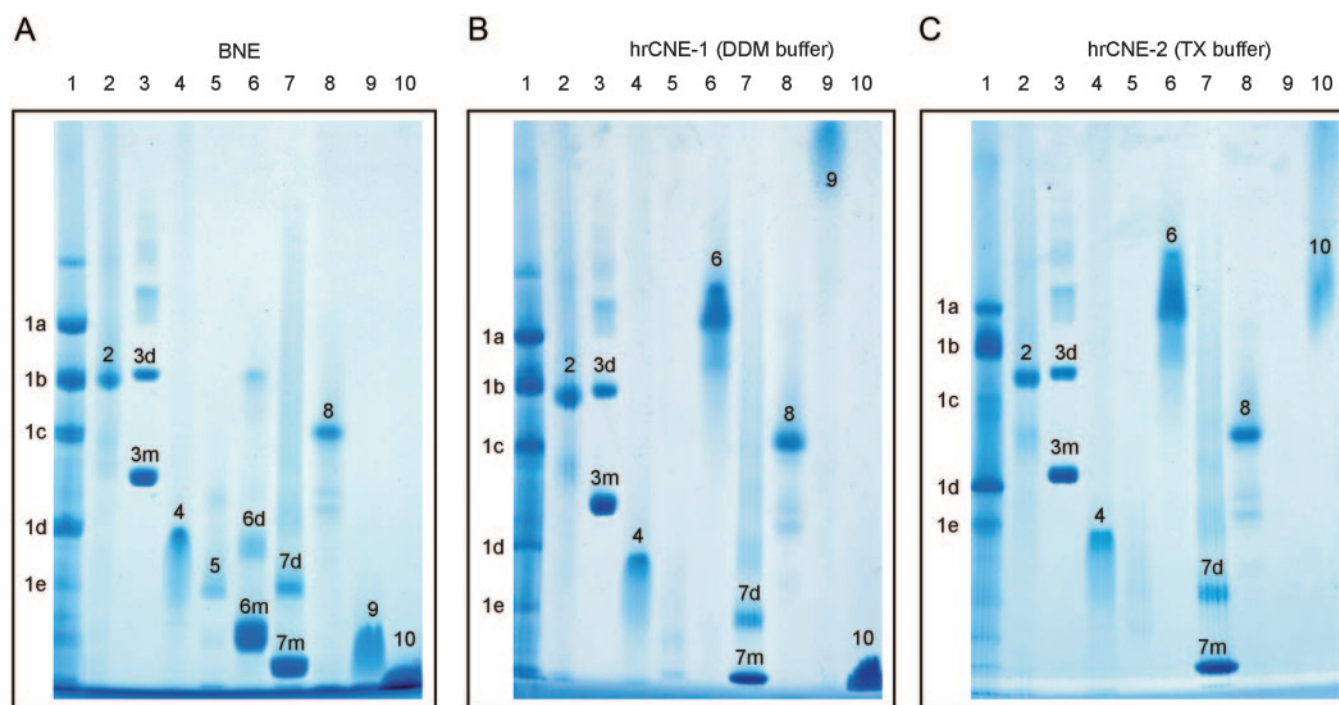 A
BNE
1 2 3 4 5 6 7 8 9 10
1a
1b
1c
1d
1e
2
3d
3m
4
5
6d
6m
7d
7m
8
9
10
B
hrCNE-1 (DDM buffer)
1 2 3 4 5 6 7 8 9 10
1a
1b
1c
1d
1e
2
3d
3m
4
6
7d
7m
8
9
10
C
hrCNE-2 (TX buffer)
1 2 3 4 5 6 7 8 9 10
1a
1b
1c
1d
1e
2
3d
3m
4
6
7d
7m
8
10